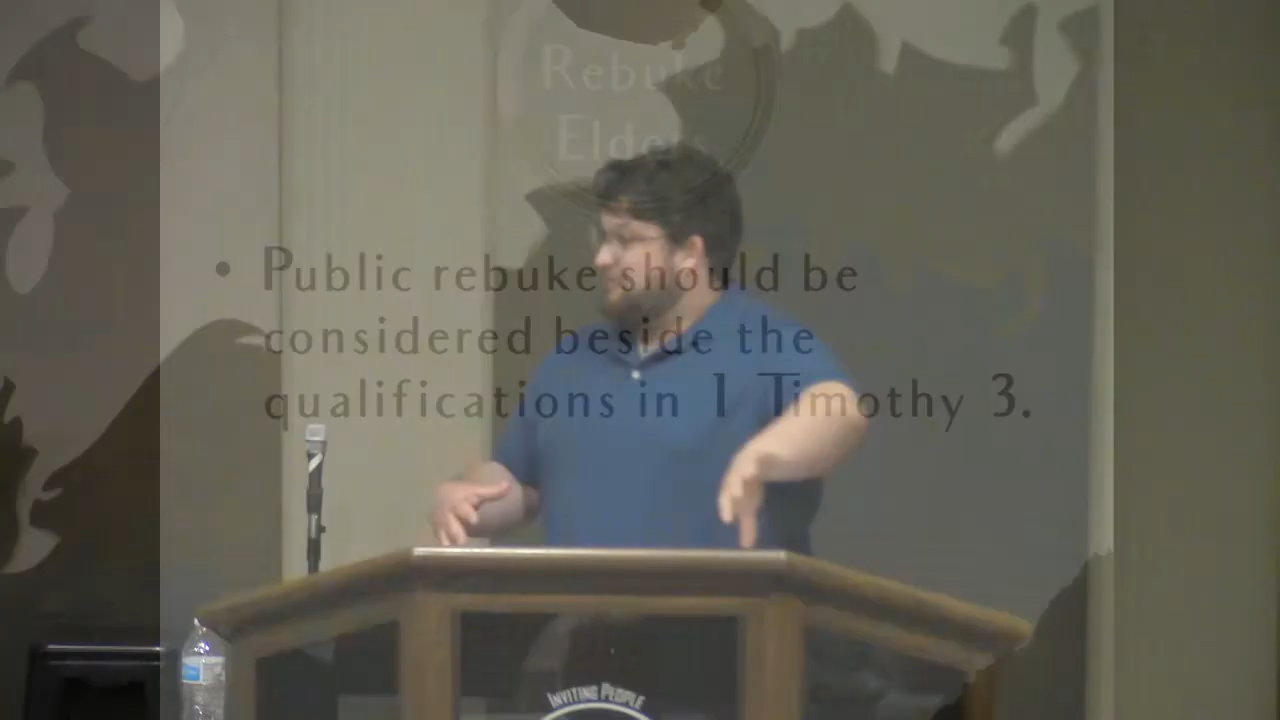 Rebuke
Elders
• Public rebuke should be
considered beside the
qualifications in 1 Timothy 3.
INVITING PEOPLE